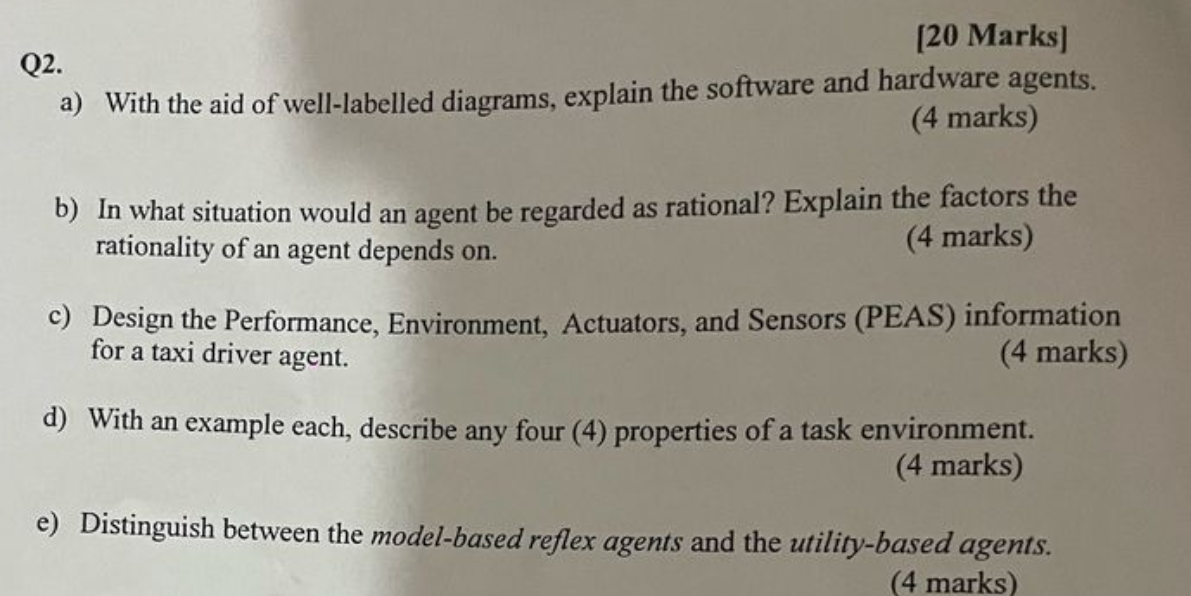 [20 Marks]
Q2.
a) With the aid of well-labelled diagrams, explain the software and hardware agents.
(4 marks)
b) In what situation would an agent be regarded as rational? Explain the factors the
rationality of an agent depends on.
(4 marks)
c) Design the Performance, Environment, Actuators, and Sensors (PEAS) information
for a taxi driver agent.
(4 marks)
d) With an example each, describe any four (4) properties of a task environment.
(4 marks)
e) Distinguish between the model-based reflex agents and the utility-based agents.
(4 marks)